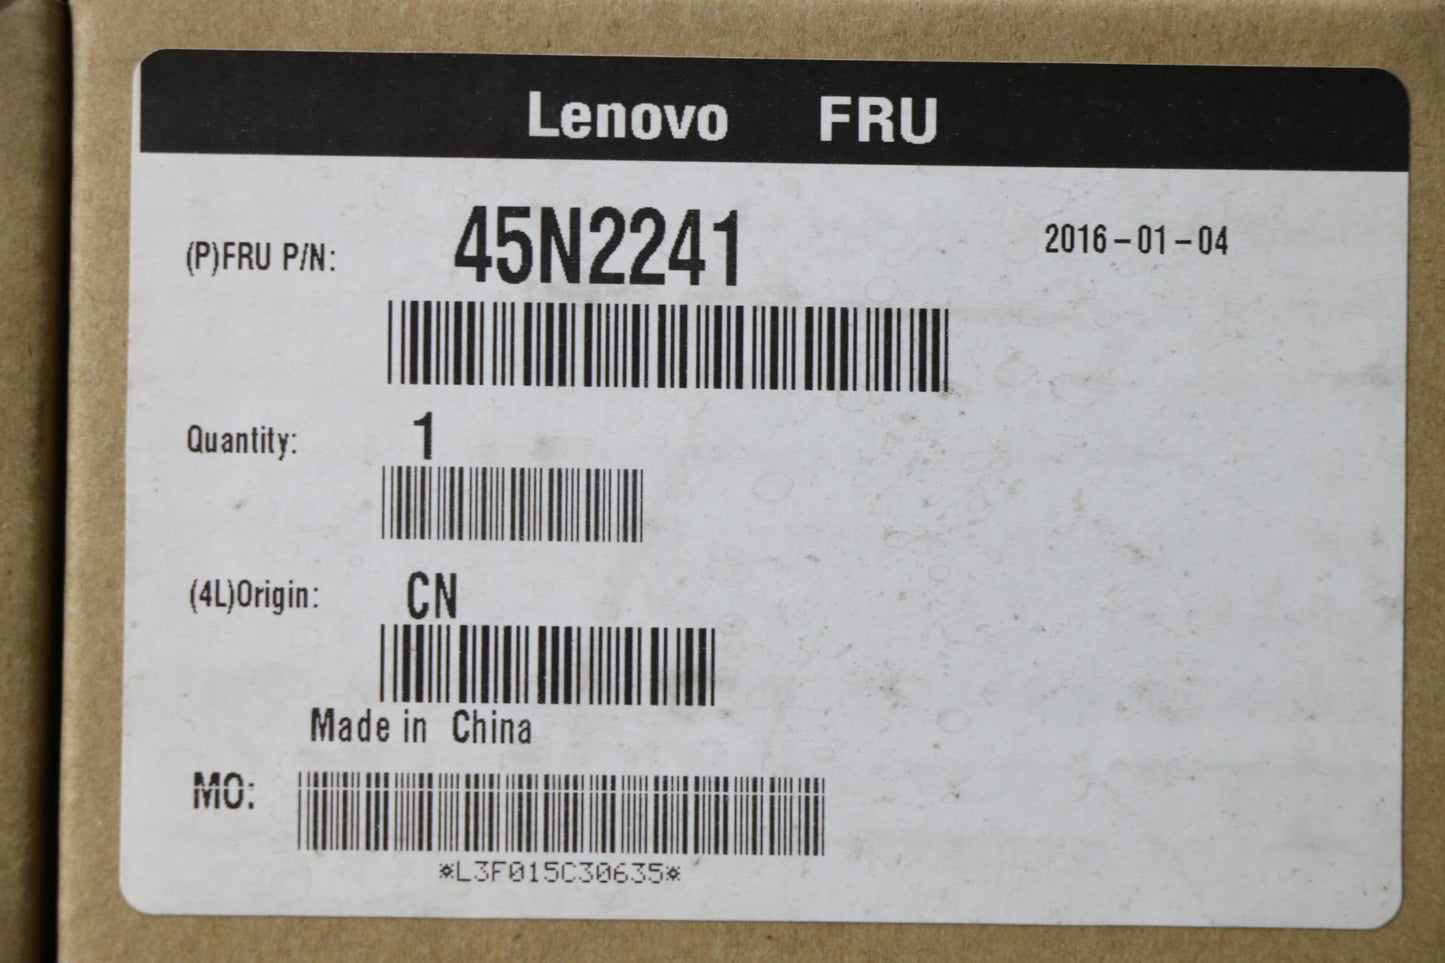 Lenovo FRU
(P)FRU P/N: 45N2241 2016-01-04
Quantity: 1
(4L)Origin: CN
Made in China
MO:
*L3F015C30635*